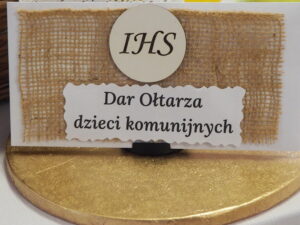 IHS
Dar Ołtarza
dzieci komunijnych